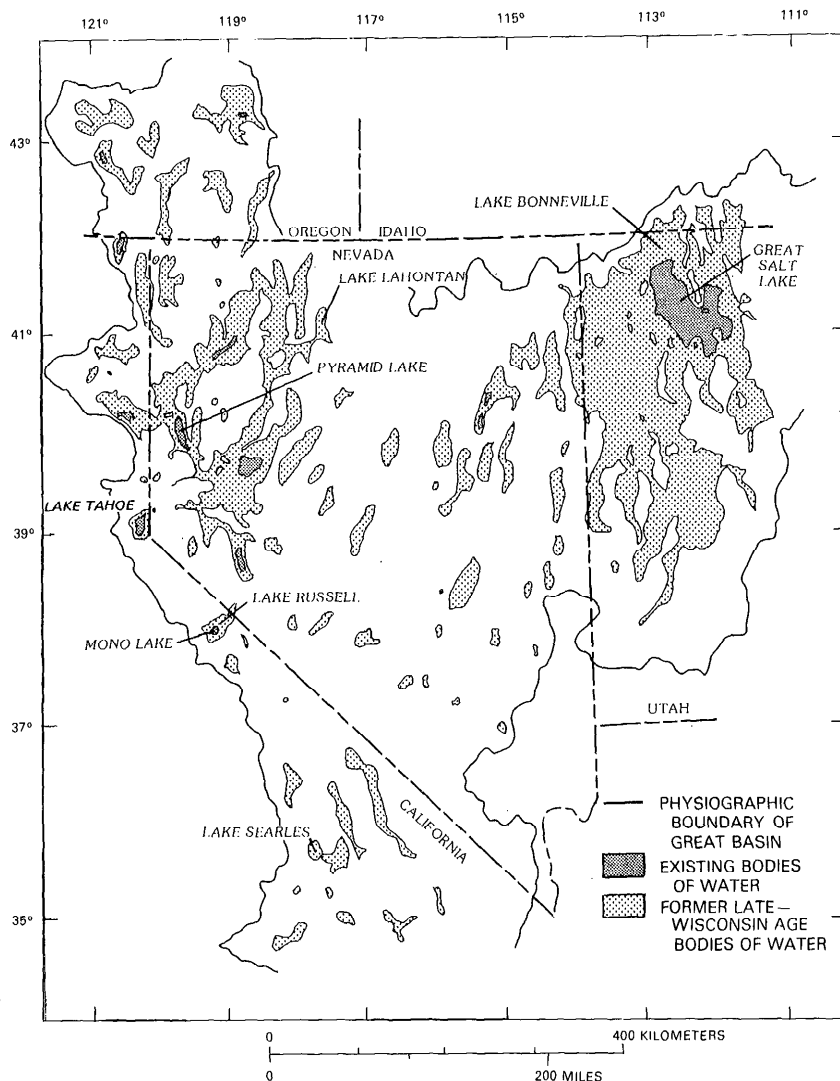 121°
119°
117°
115°
113°
111°
43°
41°
39°
37°
35°
LAKE BONNEVILLE
OREGON
IDAHO
NEVADA
GREAT
SALT
LAKE
LAKE LAHONTAN
PYRAMID LAKE
LAKE TAHOE
LAKE RUSSELL
MONO LAKE
UTAH
CALIFORNIA
LAKE SEARLES
PHYSIOGRAPHIC
BOUNDARY OF
GREAT BASIN
EXISTING BODIES
OF WATER
FORMER LATE—
WISCONSIN AGE
BODIES OF WATER
0
400 KILOMETERS
0
200 MILES